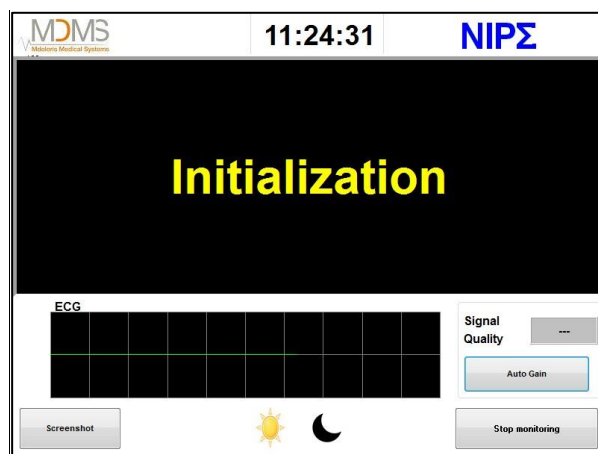 MDMS
Mdoloris Medical Systems
11:24:31
NIPΣ
Initialization
ECG
Signal
Quality
---
Auto Gain
Screenshot
Stop monitoring